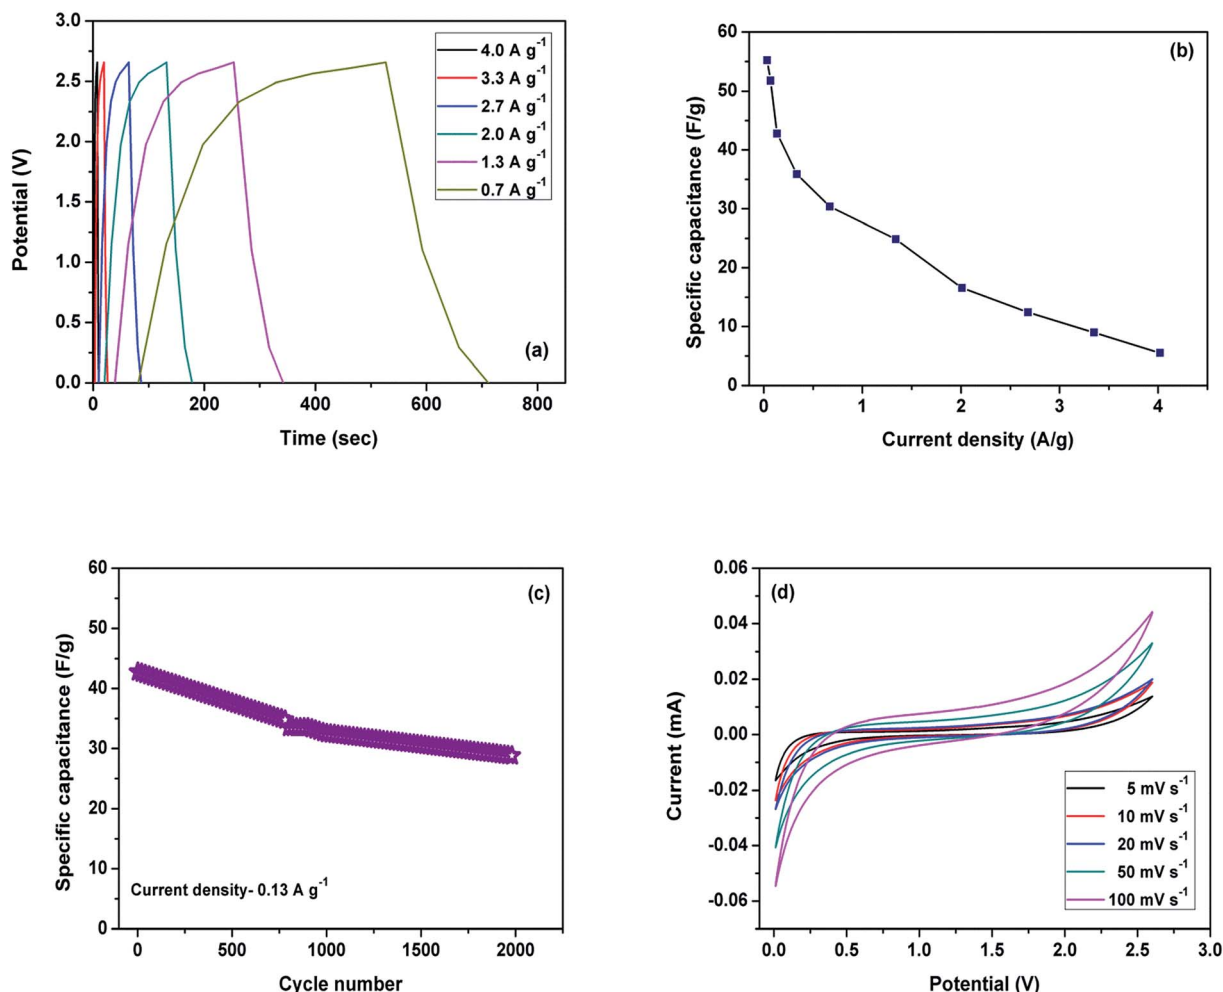 3.0
2.5
2.0
1.5
1.0
0.5
0.0
Potential (V)
4.0 A g⁻¹
3.3 A g⁻¹
2.7 A g⁻¹
2.0 A g⁻¹
1.3 A g⁻¹
0.7 A g⁻¹
(a)
0 200 400 600 800
Time (sec)
60
50
40
30
20
10
0
Specific capacitance (F/g)
(b)
0 1 2 3 4
Current density (A/g)
60
50
40
30
20
10
0
Specific capacitance (F/g)
(c)
Current density- 0.13 A g⁻¹
0 500 1000 1500 2000
Cycle number
0.06
0.04
0.02
0.00
-0.02
-0.04
-0.06
Current (mA)
(d)
5 mV s⁻¹
10 mV s⁻¹
20 mV s⁻¹
50 mV s⁻¹
100 mV s⁻¹
0.0 0.5 1.0 1.5 2.0 2.5 3.0
Potential (V)